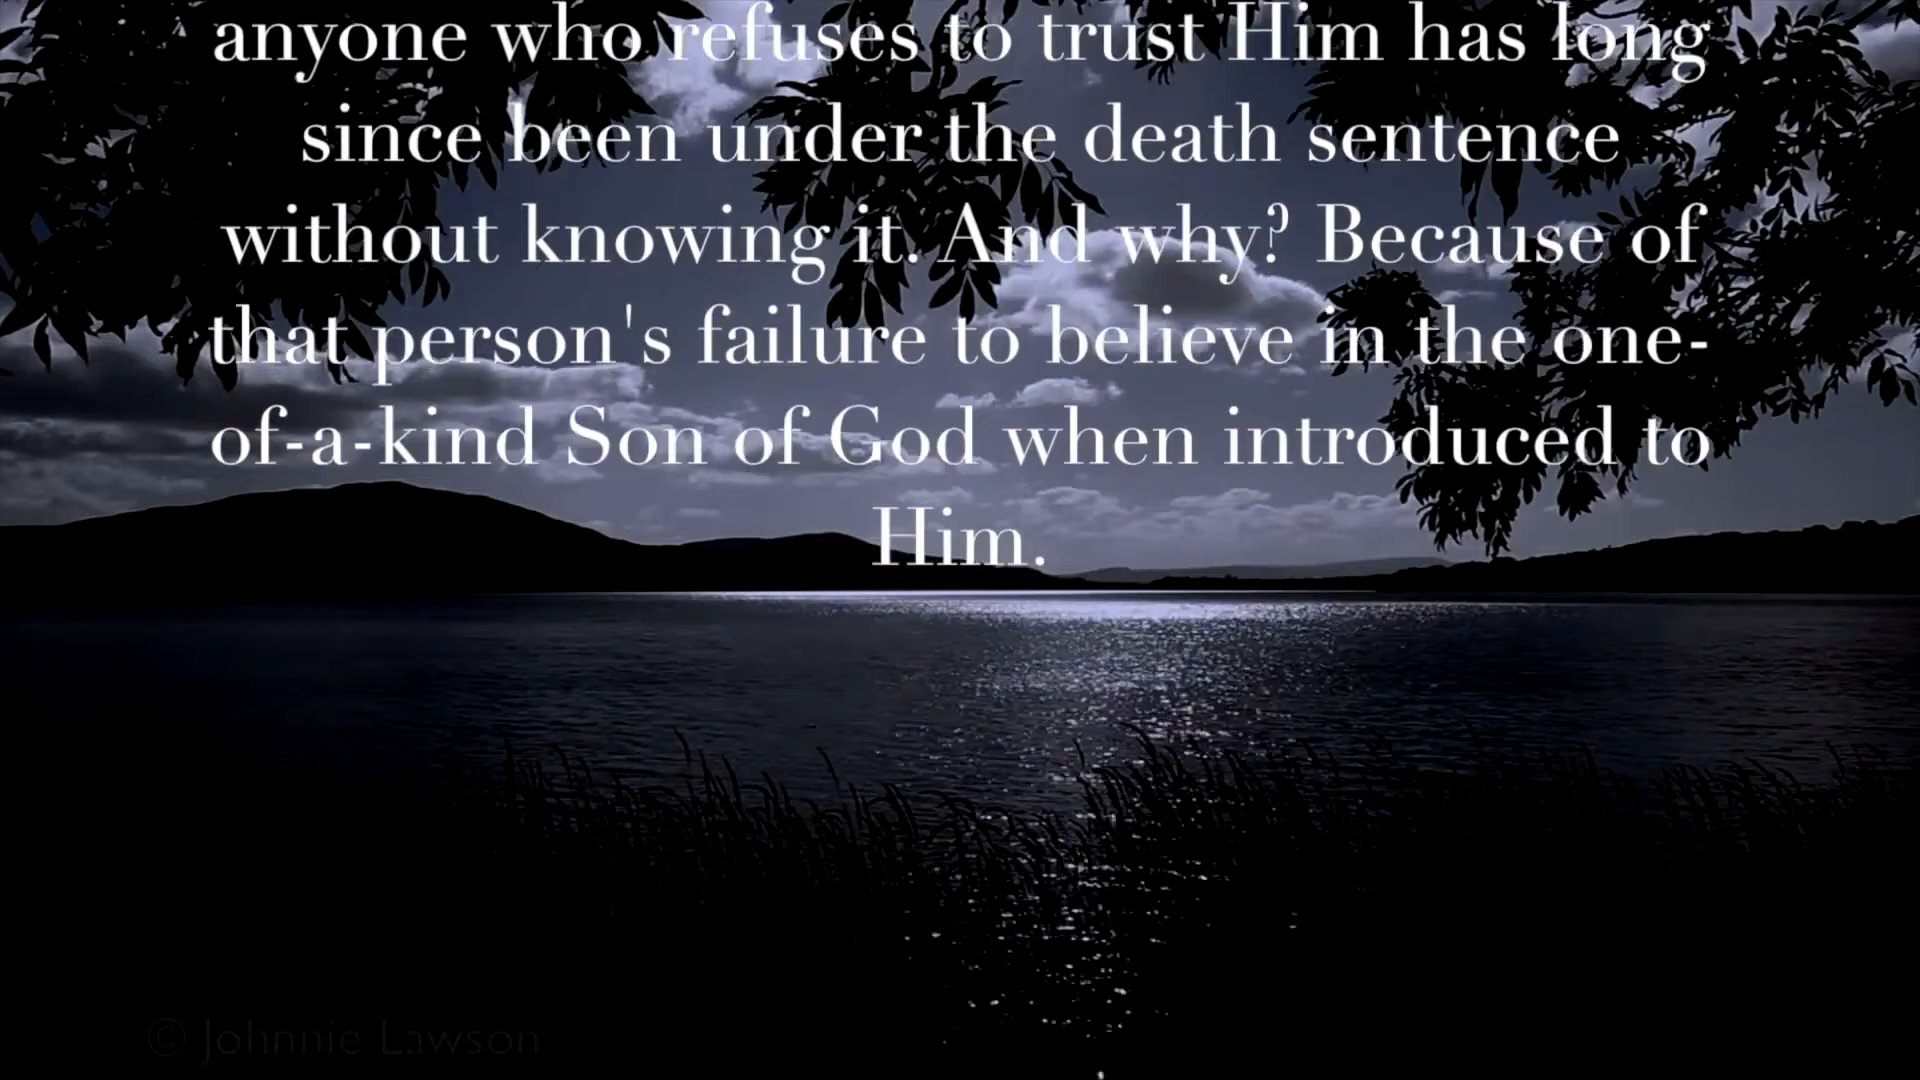 anyone who refuses to trust Him has long
since been under the death sentence
without knowing it. And why? Because of
that person's failure to believe in the one-
of-a-kind Son of God when introduced to
Him.
© Johnnie Lawson